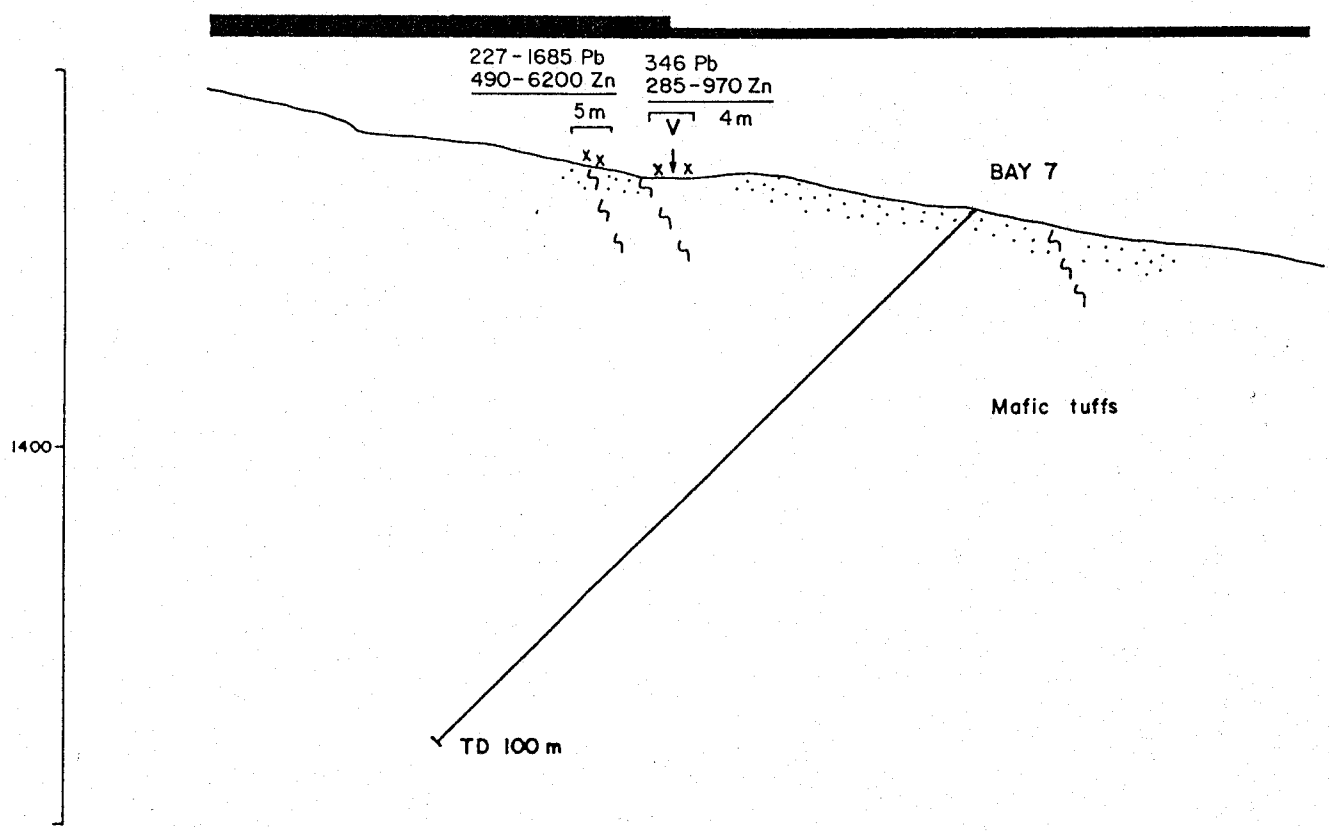 227-1685 Pb
490-6200 Zn
5m
346 Pb
285-970 Zn
V 4m
x x
x x
BAY 7
Mafic tuffs
1400
TD 100 m